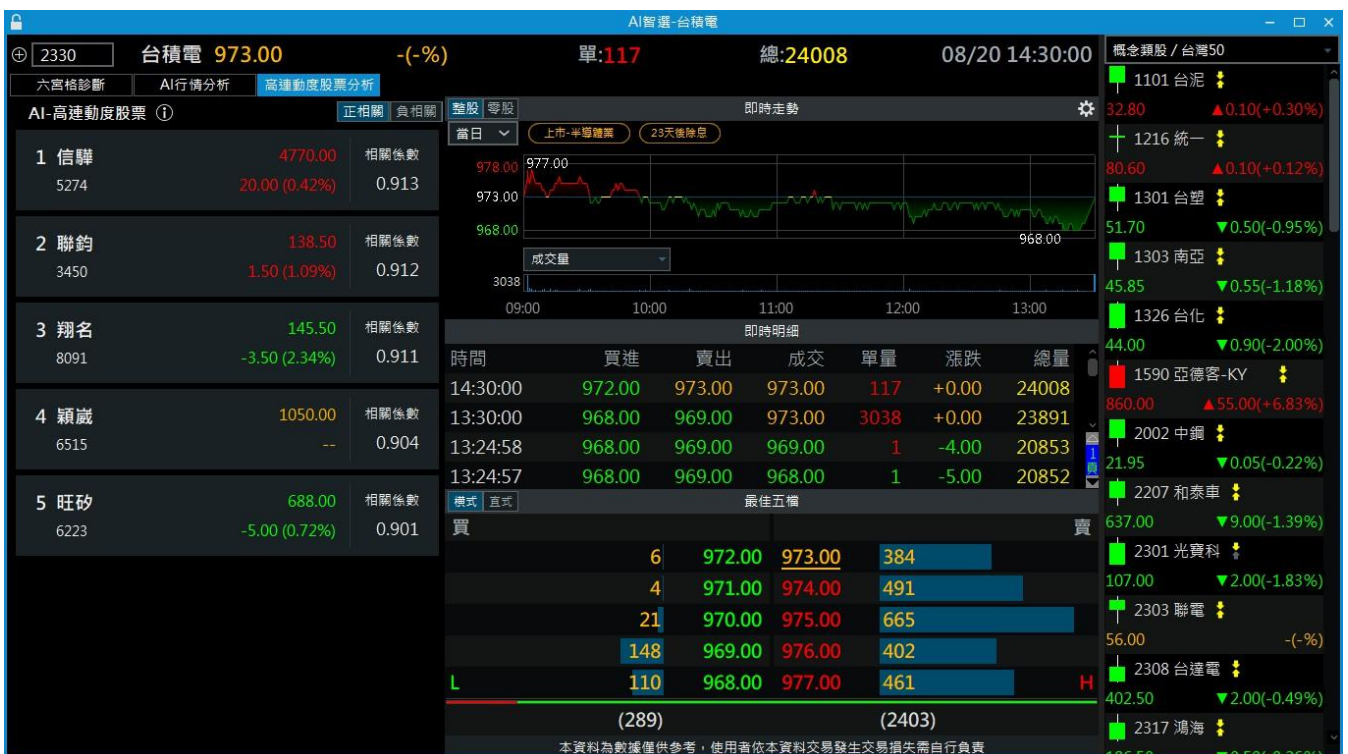 AI智選-台積電
2330 台積電 973.00 -(-%) 單:117 總:24008 08/20 14:30:00
六宮格診斷 AI行情分析 高連動度股票分析
AI-高連動度股票 正相關 負相關
1 信驊 4770.00 相關係數
5274 20.00 (0.42%) 0.913
2 聯鈞 138.50 相關係數
3450 1.50 (1.09%) 0.912
3 翔名 145.50 相關係數
8091 -3.50 (2.34%) 0.911
4 穎崴 1050.00 相關係數
6515 -- 0.904
5 旺矽 688.00 相關係數
6223 -5.00 (0.72%) 0.901
整股 零股 即時走勢
當日 上市-半導體業 23天後除息
978.00 977.00
973.00
968.00 968.00
成交量
3038
09:00 10:00 11:00 12:00 13:00
即時明細
時間 買進 賣出 成交 單量 漲跌 總量
14:30:00 972.00 973.00 973.00 117 +0.00 24008
13:30:00 968.00 969.00 973.00 3038 +0.00 23891
13:24:58 968.00 969.00 969.00 1 -4.00 20853
13:24:57 968.00 969.00 968.00 1 -5.00 20852
1
頁
橫式 直式 最佳五檔
買 賣
6 972.00 973.00 384
4 971.00 974.00 491
21 970.00 975.00 665
148 969.00 976.00 402
L 110 968.00 977.00 461 H
(289) (2403)
本資料為數據僅供參考，使用者依本資料交易發生交易損失需自行負責
概念類股 / 台灣50
1101 台泥
32.80 ▲0.10(+0.30%)
1216 統一
80.60 ▲0.10(+0.12%)
1301 台塑
51.70 ▼0.50(-0.95%)
1303 南亞
45.85 ▼0.55(-1.18%)
1326 台化
44.00 ▼0.90(-2.00%)
1590 亞德客-KY
860.00 ▲55.00(+6.83%)
2002 中鋼
21.95 ▼0.05(-0.22%)
2207 和泰車
637.00 ▼9.00(-1.39%)
2301 光寶科
107.00 ▼2.00(-1.83%)
2303 聯電
56.00 -(-%)
2308 台達電
402.50 ▼2.00(-0.49%)
2317 鴻海